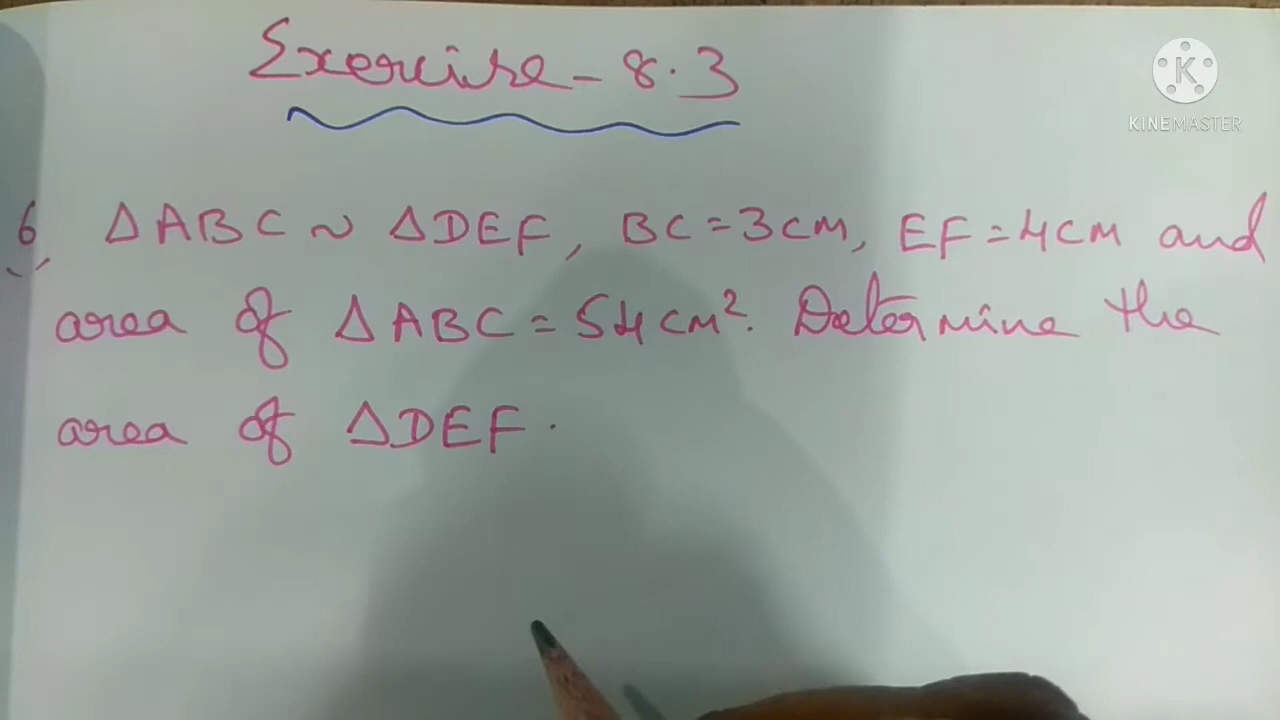 Exercise - 8.3
K
KINEMASTER
6 ΔABC ~ ΔDEF, BC = 3CM, EF = 4CM and
area of ΔABC = 54CM². Determine the
area of ΔDEF.